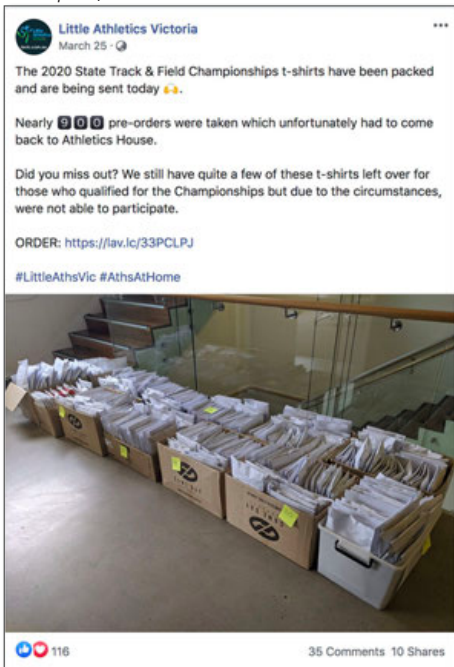 Little Athletics Victoria
March 25 ·
The 2020 State Track & Field Championships t-shirts have been packed
and are being sent today 🙌.
Nearly 9️⃣0️⃣0️⃣ pre-orders were taken which unfortunately had to come
back to Athletics House.
Did you miss out? We still have quite a few of these t-shirts left over for
those who qualified for the Championships but due to the circumstances,
were not able to participate.
ORDER: https://lav.lc/33PCLPJ
#LittleAthsVic #AthsAtHome
116
35 Comments 10 Shares